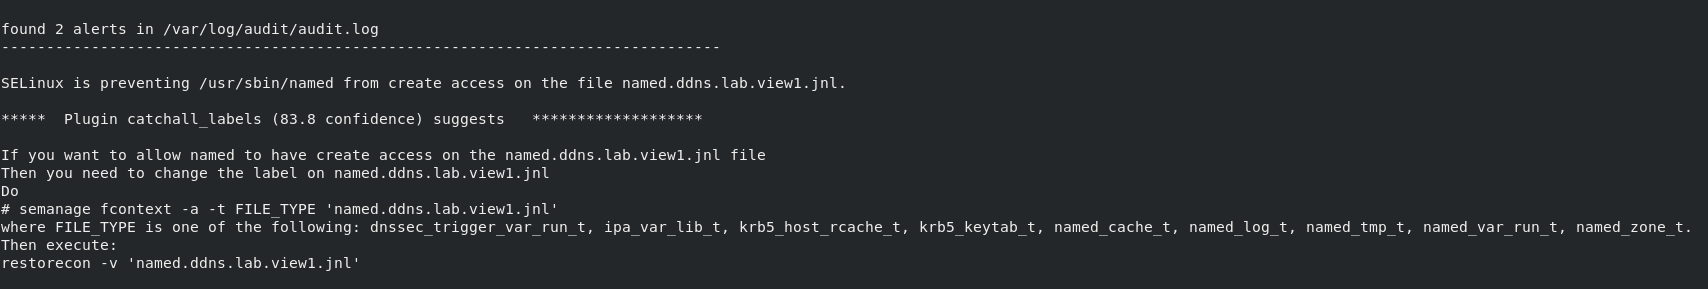 found 2 alerts in /var/log/audit/audit.log
--------------------------------------------------------------------------------
SELinux is preventing /usr/sbin/named from create access on the file named.ddns.lab.view1.jnl.
*****  Plugin catchall_labels (83.8 confidence) suggests   *******************
If you want to allow named to have create access on the named.ddns.lab.view1.jnl file
Then you need to change the label on named.ddns.lab.view1.jnl
Do
# semanage fcontext -a -t FILE_TYPE 'named.ddns.lab.view1.jnl'
where FILE_TYPE is one of the following: dnssec_trigger_var_run_t, ipa_var_lib_t, krb5_host_rcache_t, krb5_keytab_t, named_cache_t, named_log_t, named_tmp_t, named_var_run_t, named_zone_t.
Then execute:
restorecon -v 'named.ddns.lab.view1.jnl'